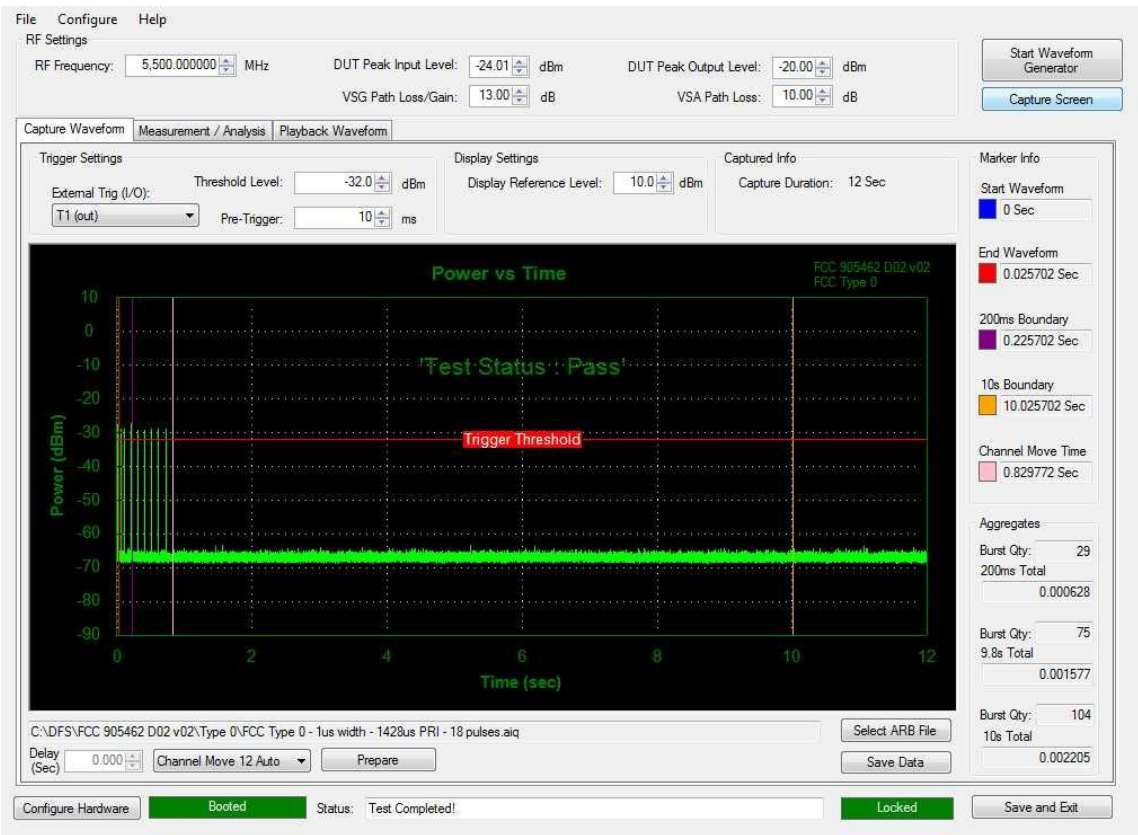 File Configure Help
RF Settings
RF Frequency: 5,500.000000 MHz DUT Peak Input Level: -24.01 dBm DUT Peak Output Level: -20.00 dBm
VSG Path Loss/Gain: 13.00 dB VSA Path Loss: 10.00 dB
Start Waveform
Generator
Capture Screen
Capture Waveform Measurement / Analysis Playback Waveform
Trigger Settings
External Trig (I/O):
T1 (out)
Threshold Level: -32.0 dBm
Pre-Trigger: 10 ms
Display Settings
Display Reference Level: 10.0 dBm
Captured Info
Capture Duration: 12 Sec
Marker Info
Start Waveform
0 Sec
End Waveform
0.025702 Sec
200ms Boundary
0.225702 Sec
10s Boundary
10.025702 Sec
Channel Move Time
0.829772 Sec
Aggregates
Burst Qty: 29
200ms Total
0.000628
Burst Qty: 75
9.8s Total
0.001577
Burst Qty: 104
10s Total
0.002205
Power vs Time
FCC 905462 D02 v02
FCC Type 0
'Test Status : Pass'
Trigger Threshold
Power (dBm)
10
0
-10
-20
-30
-40
-50
-60
-70
-80
-90
0 2 4 6 8 10 12
Time (sec)
C:\DFS\FCC 905462 D02 v02\Type 0\FCC Type 0 - 1us width - 1428us PRI - 18 pulses.aiq
Select ARB File
Delay
(Sec)
0.000 Channel Move 12 Auto Prepare Save Data
Configure Hardware Booted Status: Test Completed! Locked Save and Exit